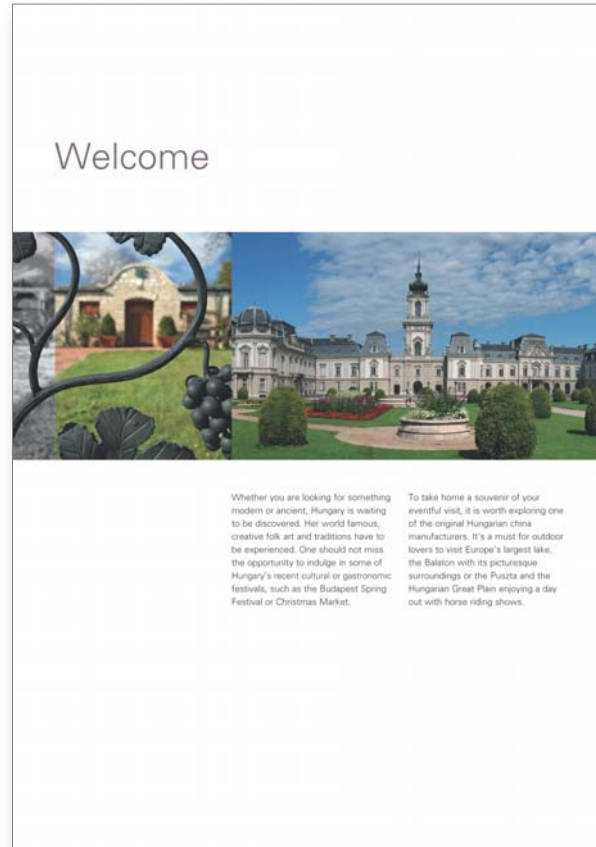 Welcome
Whether you are looking for something
modern or ancient, Hungary is waiting
to be discovered. Her world famous,
creative folk art and traditions have to
be experienced. One should not miss
the opportunity to indulge in some of
Hungary's recent cultural or gastronomic
festivals, such as the Budapest Spring
Festival or Christmas Market.
To take home a souvenir of your
eventful visit, it is worth exploring one
of the original Hungarian china
manufacturers. It's a must for outdoor
lovers to visit Europe's largest lake,
the Balaton with its picturesque
surroundings or the Puszta and the
Hungarian Great Plain enjoying a day
out with horse riding shows.